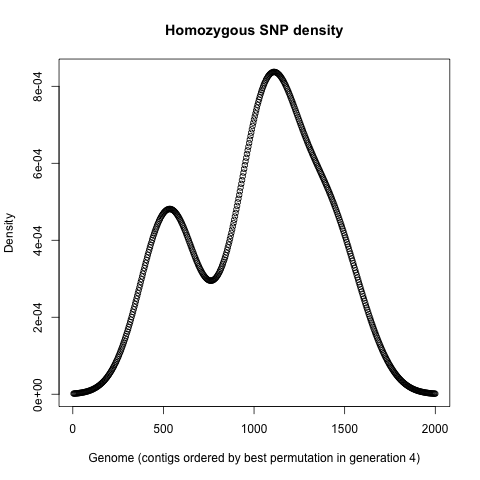 Homozygous SNP density
Density
8e-04
6e-04
4e-04
2e-04
0e+00
0 500 1000 1500 2000
Genome (contigs ordered by best permutation in generation 4)